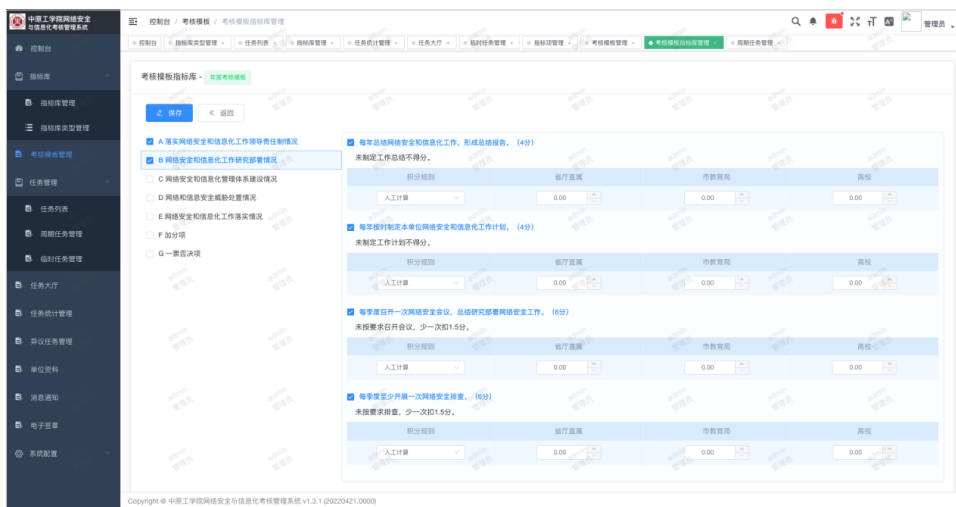 中原工学院网络安全
与信息化考核管理系统
控制台 / 考核模板 / 考核模板指标库管理
管理员
控制台 指标库类型管理 任务列表 指标库管理 任务统计管理 任务大厅 临时任务管理 指标项管理 考核模板管理 考核模板指标库管理 周期任务管理
控制台
指标库
指标库管理
指标库类型管理
考核模板管理
任务管理
任务列表
周期任务管理
临时任务管理
任务大厅
任务统计管理
异议任务管理
单位资料
消息通知
电子签章
系统配置
考核模板指标库 - 年度考核模板
保存 返回
A 落实网络安全和信息化工作领导责任制情况
B 网络安全和信息化工作研究部署情况
C 网络安全和信息化管理体系建设情况
D 网络和信息安全威胁处置情况
E 网络安全和信息化工作落实情况
F 加分项
G 一票否决项
每年总结网络安全和信息化工作，形成总结报告。（4分）
未制定工作总结不得分。
积分规则 省厅直属 市教育局 高校
人工计算 0.00 0.00 0.00
每年按时制定本单位网络安全和信息化工作计划。（4分）
未制定工作计划不得分。
积分规则 省厅直属 市教育局 高校
人工计算 0.00 0.00 0.00
每季度召开一次网络安全会议，总结研究部署网络安全工作。（6分）
未按要求召开会议，少一次扣1.5分。
积分规则 省厅直属 市教育局 高校
人工计算 0.00 0.00 0.00
每季度至少开展一次网络安全排查。（6分）
未按要求排查，少一次扣1.5分。
积分规则 省厅直属 市教育局 高校
人工计算 0.00 0.00 0.00
Copyright © 中原工学院网络安全与信息化考核管理系统 v1.3.1 (20220421.0000)
admin
管理员